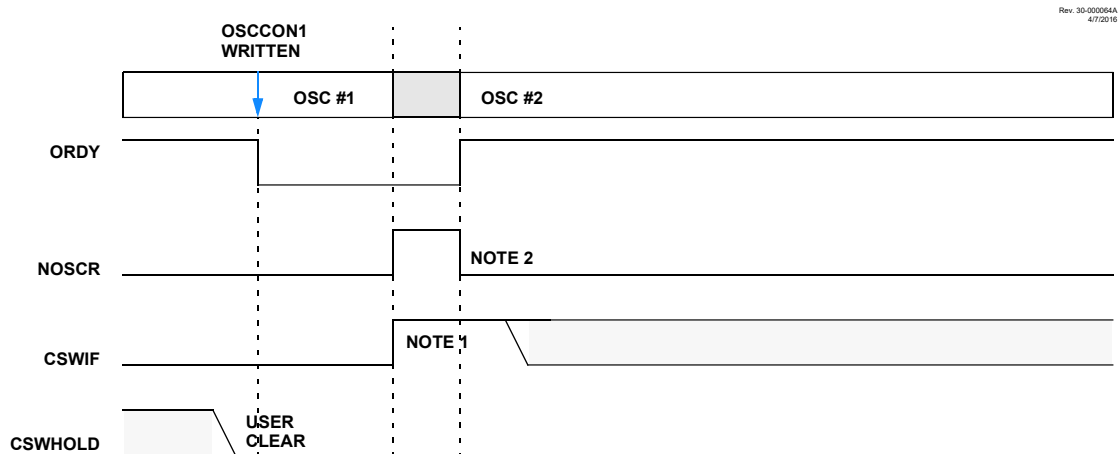 Rev. 30-000064A
4/7/2016
OSCCON1
WRITTEN
OSC #1
OSC #2
ORDY
NOSCR
NOTE 2
CSWIF
NOTE 1
CSWHOLD
USER
CLEAR